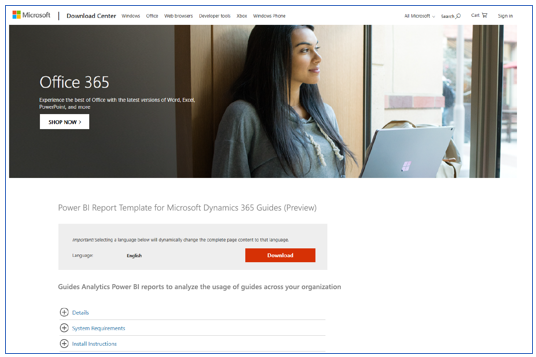 Microsoft | Download Center Windows Office Web browsers Developer tools Xbox Windows Phone All Microsoft Search Cart Sign in
Office 365
Experience the best of Office with the latest versions of Word, Excel,
PowerPoint, and more
SHOP NOW >
Power BI Report Template for Microsoft Dynamics 365 Guides (Preview)
Important! Selecting a language below will dynamically change the complete page content to that language.
Language: English Download
Guides Analytics Power BI reports to analyze the usage of guides across your organization
Details
System Requirements
Install Instructions